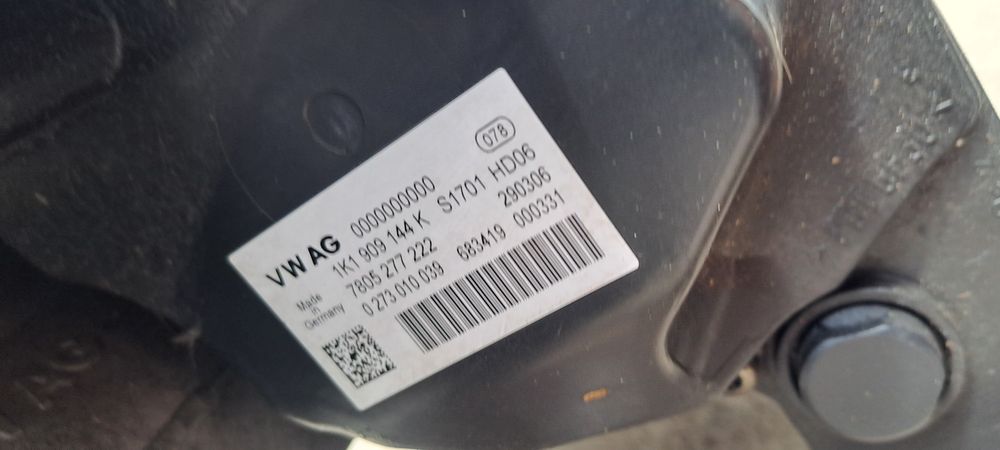 078
VW AG 0000000000
1K1 909 144 K S1701 HD06
7805 277 222 290306
0 273 010 039 683419 000331
Made
in
Germany